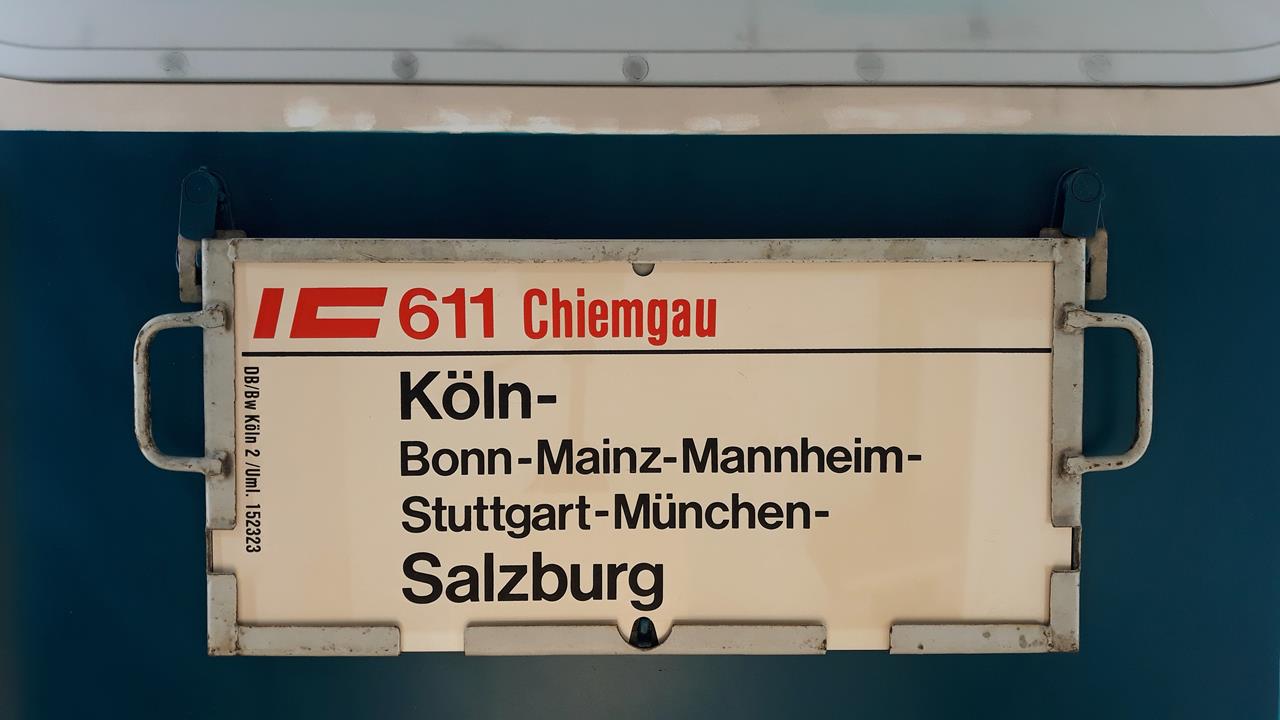 IC 611 Chiemgau
Köln-
Bonn-Mainz-Mannheim-
Stuttgart-München-
Salzburg
DB/Bw Köln 2 /Uml. 152323